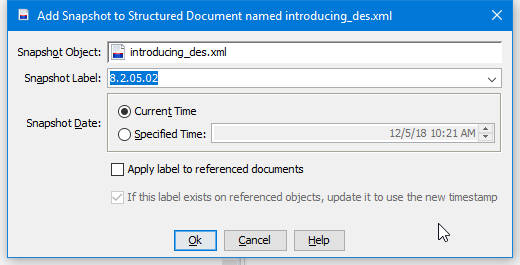 Add Snapshot to Structured Document named introducing_des.xml
Snapshot Object: introducing_des.xml
Snapshot Label: 8.2.05.02
Snapshot Date:
Current Time
Specified Time: 12/5/18 10:21 AM
Apply label to referenced documents
If this label exists on referenced objects, update it to use the new timestamp
Ok Cancel Help